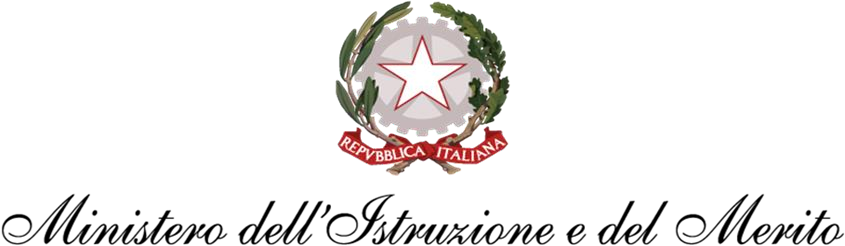 REPVBBLICA ITALIANA
Ministero dell'Istruzione e del Merito